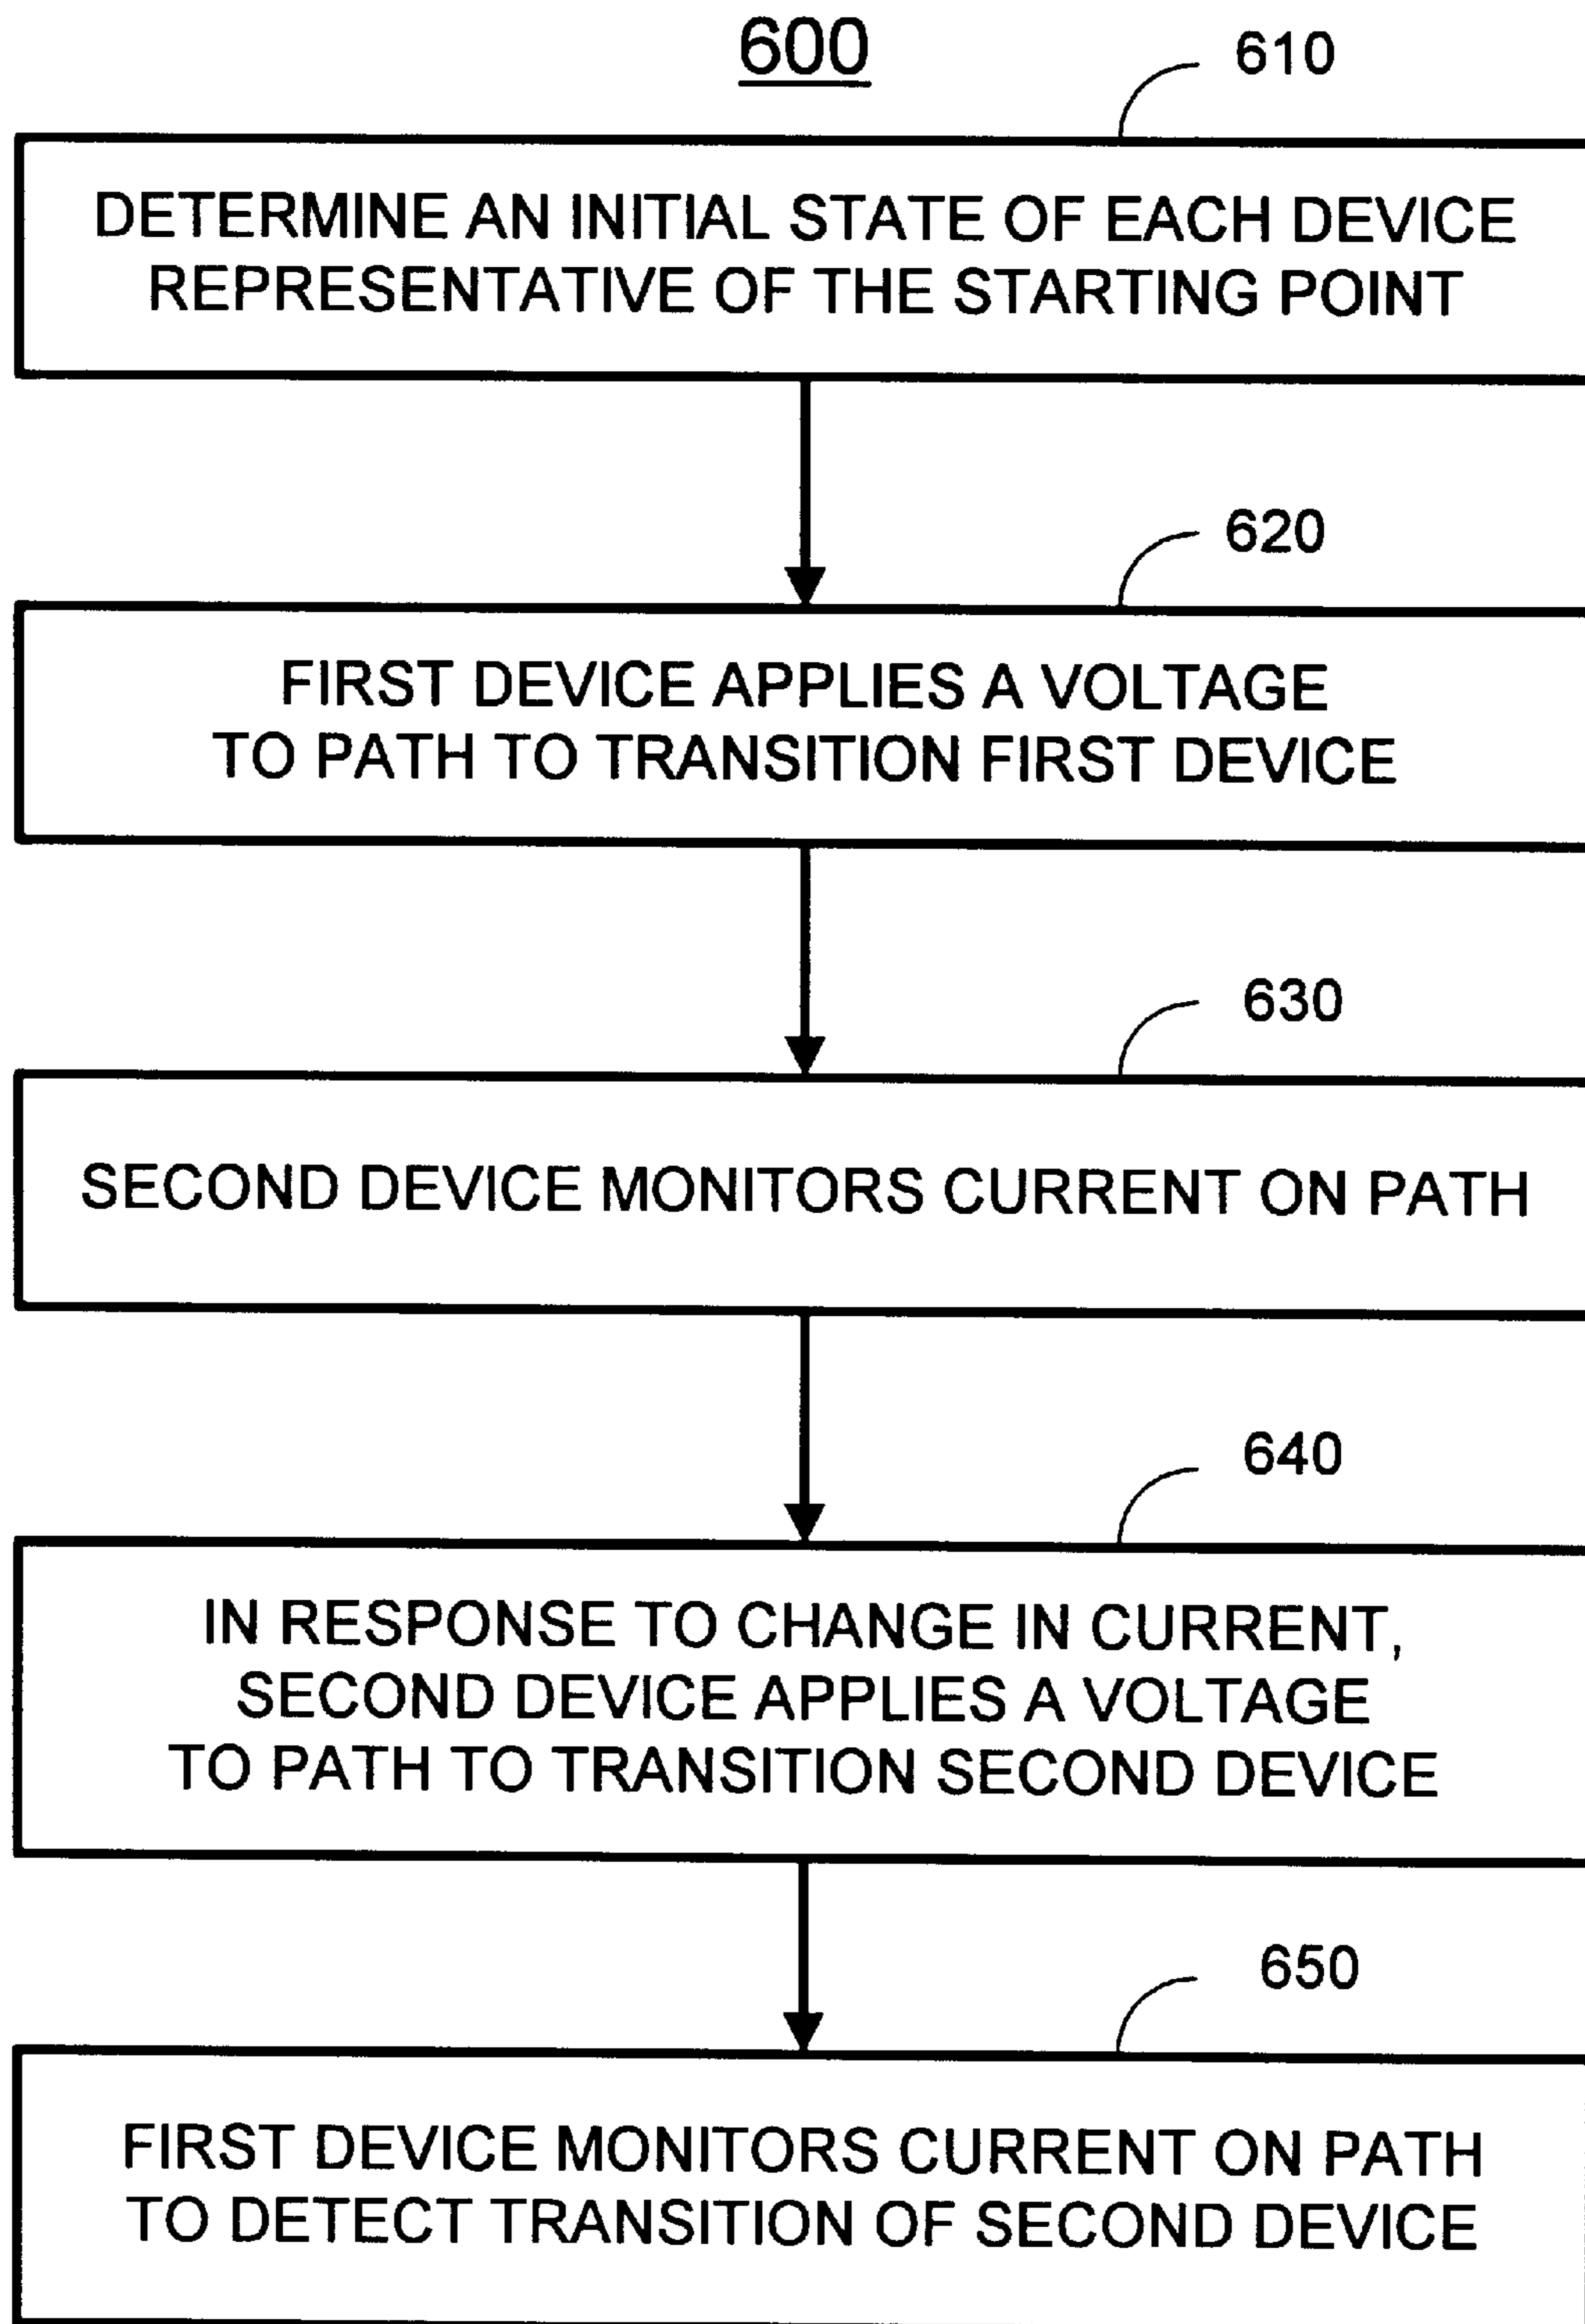 600
610
DETERMINE AN INITIAL STATE OF EACH DEVICE
REPRESENTATIVE OF THE STARTING POINT
620
FIRST DEVICE APPLIES A VOLTAGE
TO PATH TO TRANSITION FIRST DEVICE
630
SECOND DEVICE MONITORS CURRENT ON PATH
640
IN RESPONSE TO CHANGE IN CURRENT,
SECOND DEVICE APPLIES A VOLTAGE
TO PATH TO TRANSITION SECOND DEVICE
650
FIRST DEVICE MONITORS CURRENT ON PATH
TO DETECT TRANSITION OF SECOND DEVICE